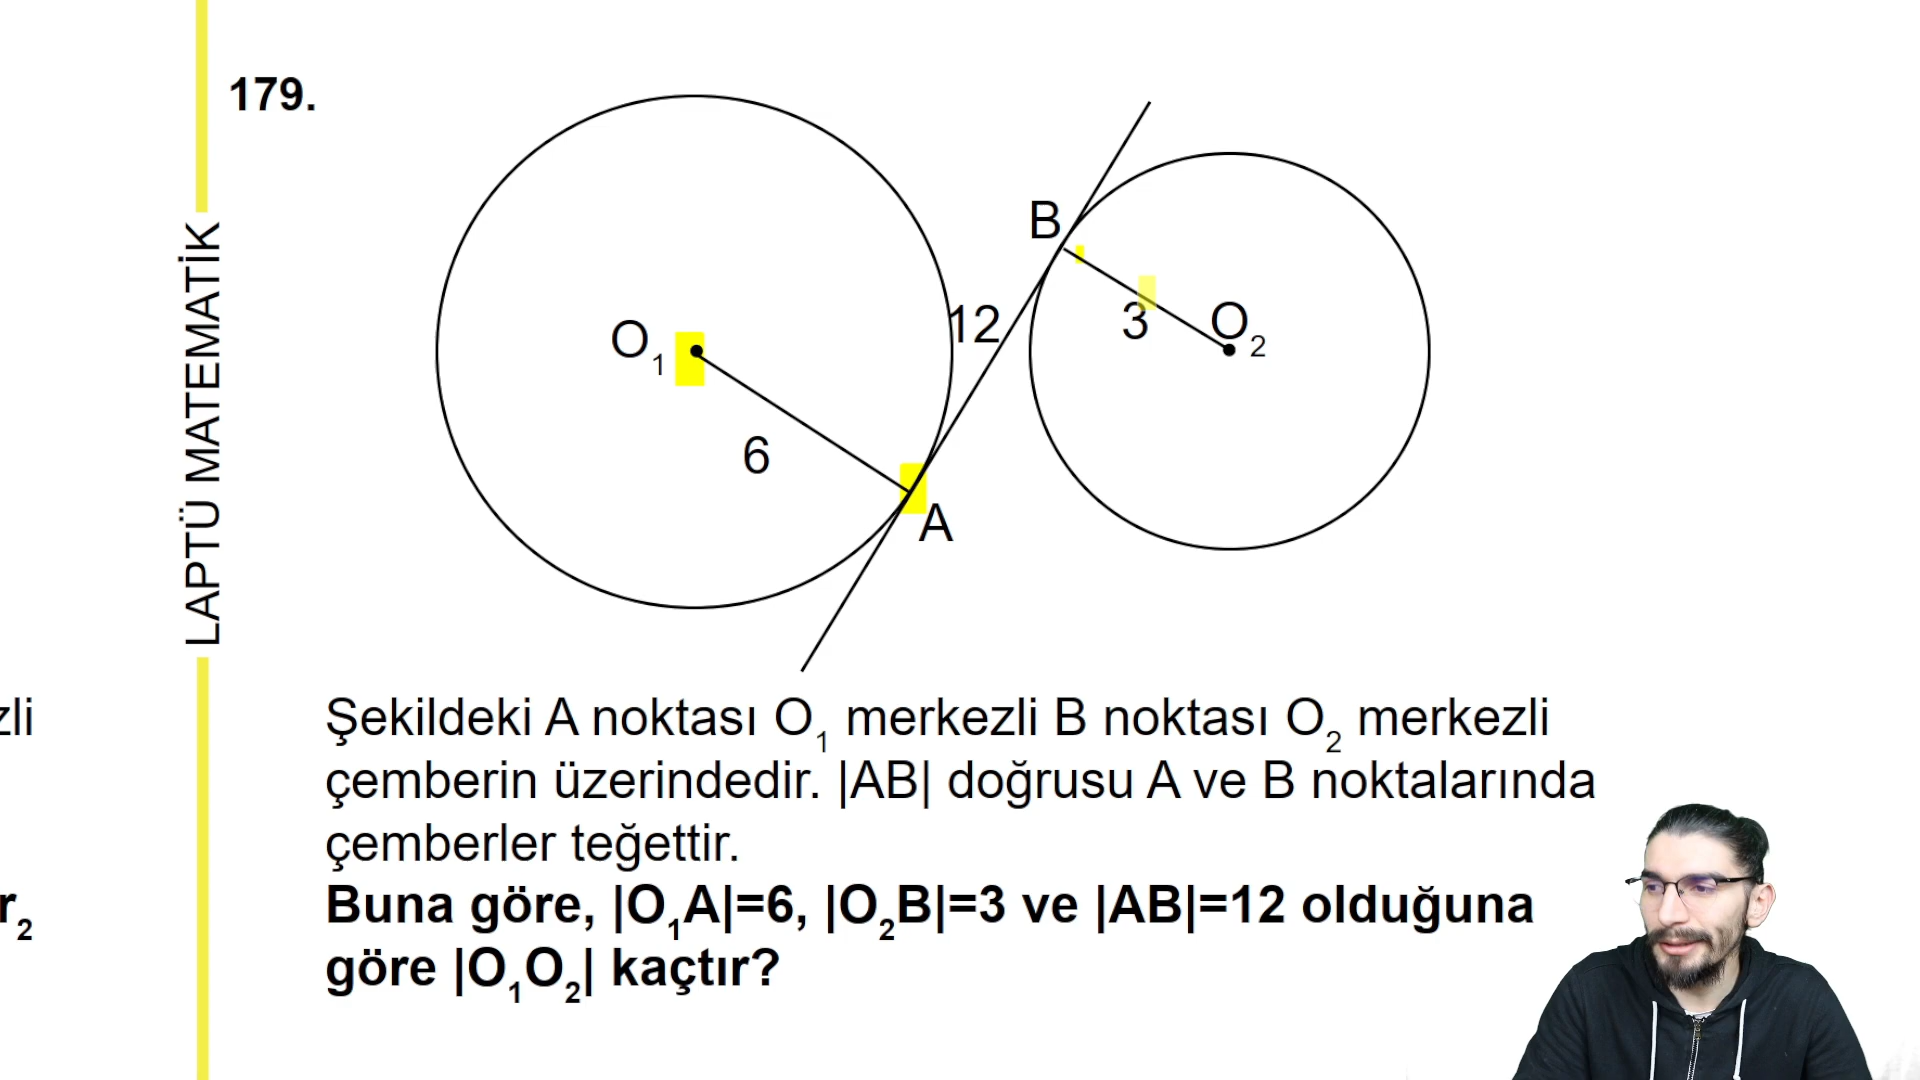 179.
LAPTÜ MATEMATİK
B
12
3
O₂
O₁
6
A
zli
Şekildeki A noktası O₁ merkezli B noktası O₂ merkezli
çemberin üzerindedir. |AB| doğrusu A ve B noktalarında
çemberler teğettir.
r₂
Buna göre, |O₁A|=6, |O₂B|=3 ve |AB|=12 olduğuna
göre |O₁O₂| kaçtır?